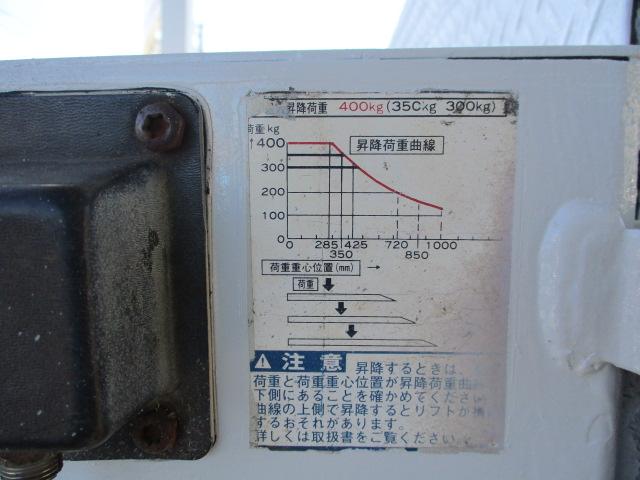 昇降荷重 400kg (350kg 300kg)
荷重 kg
昇降荷重曲線
400
300
200
100
0
0 285 425 720 1000
350 850
荷重重心位置(mm) →
荷重
注意 昇降するときは、
荷重と荷重重心位置が昇降荷重曲
下側にあることを確かめてくださ
曲線の上側で昇降するとリフトが
するおそれがあります。
詳しくは取扱書をご覧ください。